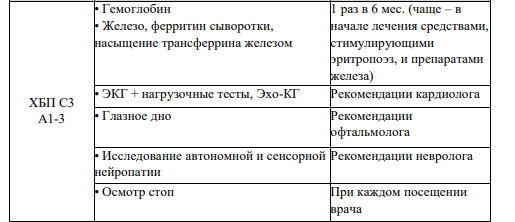 ХБП С3
А1-3
• Гемоглобин
• Железо, ферритин сыворотки,
насыщение трансферрина железом
1 раз в 6 мес. (чаще – в
начале лечения средствами,
стимулирующими
эритропоэз, и препаратами
железа)
• ЭКГ + нагрузочные тесты, Эхо-КГ
Рекомендации кардиолога
• Глазное дно
Рекомендации
офтальмолога
• Исследование автономной и сенсорной
нейропатии
Рекомендации невролога
• Осмотр стоп
При каждом посещении
врача